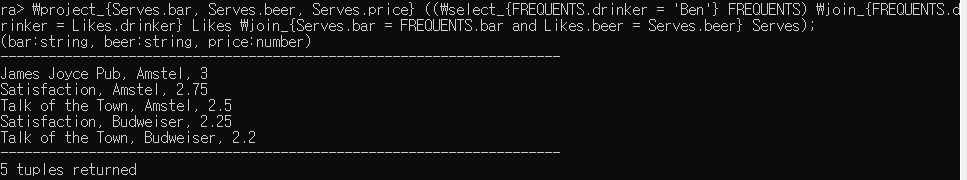 ra> ₩project_{Serves.bar, Serves.beer, Serves.price} ((₩select_{FREQUENTS.drinker = 'Ben'} FREQUENTS) ₩join_{FREQUENTS.d
rinker = Likes.drinker} Likes ₩join_{Serves.bar = FREQUENTS.bar and Likes.beer = Serves.beer} Serves);
(bar:string, beer:string, price:number)
----------------------------------------------------------------------
James Joyce Pub, Amstel, 3
Satisfaction, Amstel, 2.75
Talk of the Town, Amstel, 2.5
Satisfaction, Budweiser, 2.25
Talk of the Town, Budweiser, 2.2
----------------------------------------------------------------------
5 tuples returned